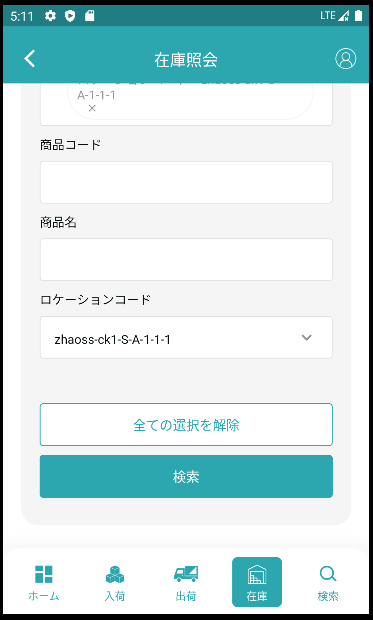 5:11
LTE
在庫照会
A-1-1-1
×
商品コード
商品名
ロケーションコード
zhaoss-ck1-S-A-1-1-1
全ての選択を解除
検索
ホーム
入荷
出荷
在庫
検索